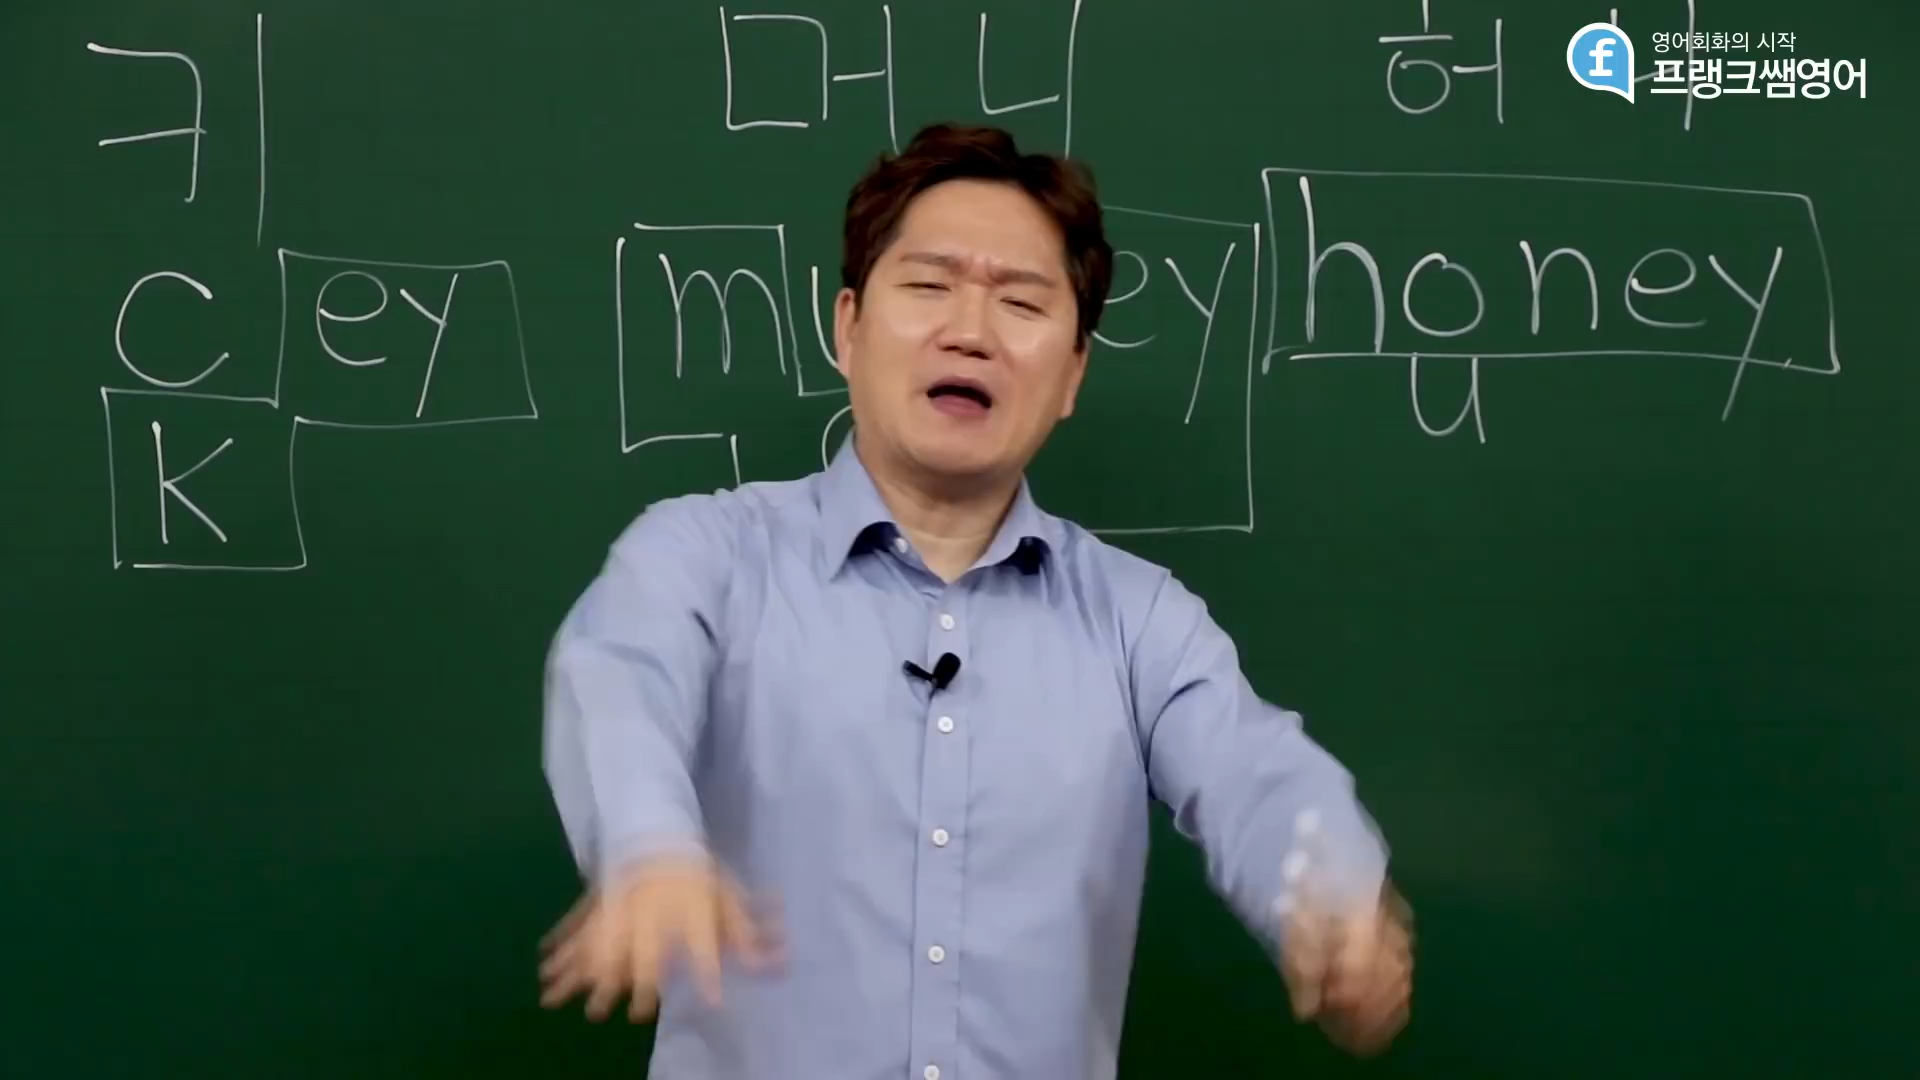 키 머니 허니
영어회화의 시작
프랭크쌤영어
c ey m ey honey
u
K